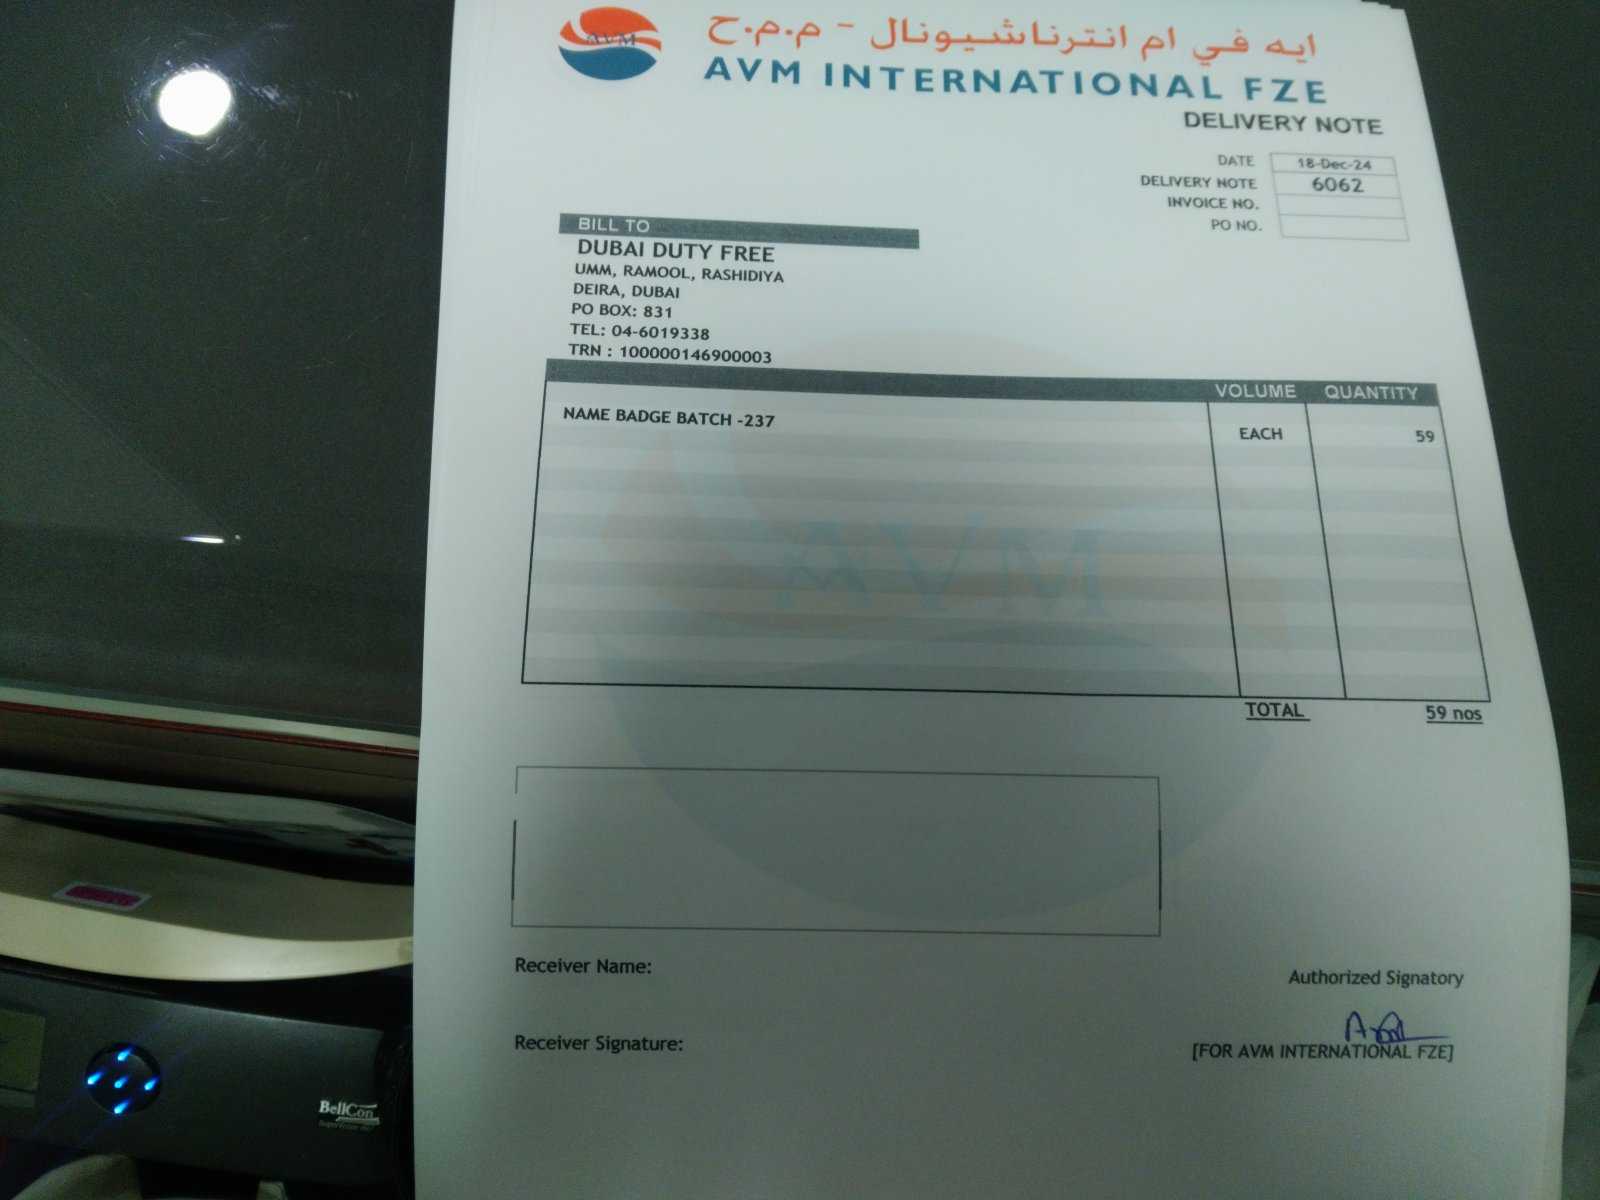 AVM
ايه في ام انترناشيونال - م.م.ح
AVM INTERNATIONAL FZE
DELIVERY NOTE
DATE 18-Dec-24
DELIVERY NOTE 6062
INVOICE NO.
PO NO.
BILL TO
DUBAI DUTY FREE
UMM, RAMOOL, RASHIDIYA
DEIRA, DUBAI
PO BOX: 831
TEL: 04-6019338
TRN : 100000146900003
VOLUME QUANTITY
NAME BADGE BATCH -237 EACH 59
AVM
TOTAL 59 nos
Receiver Name:
Authorized Signatory
Receiver Signature:
[FOR AVM INTERNATIONAL FZE]
BellCon